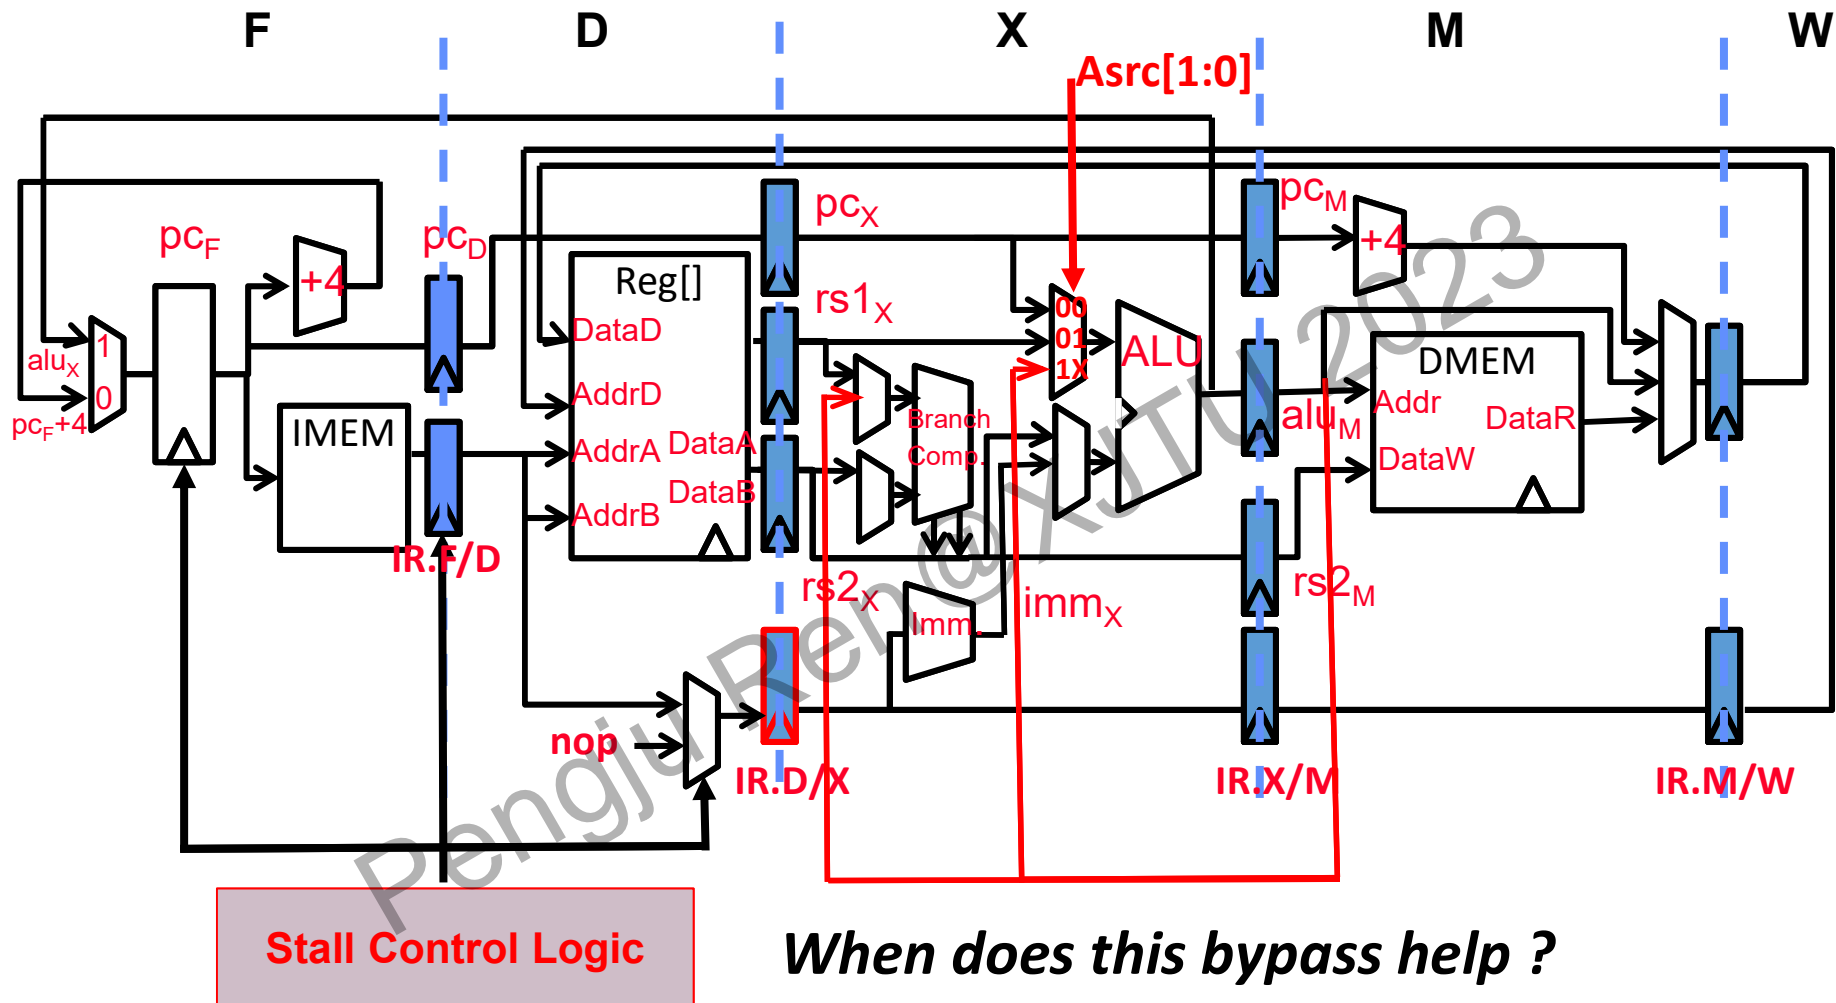 F
D
X
M
W
Asrc[1:0]
pcF
+4
pcD
pcX
pcM
+4
Reg[]
rs1X
00
01
1X
DataD
ALU
DMEM
1
aluX
0
pcF+4
AddrD
IMEM
AddrA
DataA
Branch
Comp.
aluM
Addr
DataR
DataW
DataB
AddrB
IR.F/D
rs2X
Imm.
immX
rs2M
nop
IR.D/X
IR.X/M
IR.M/W
Stall Control Logic
When does this bypass help ?
Pengju Ren@XJTU 2023